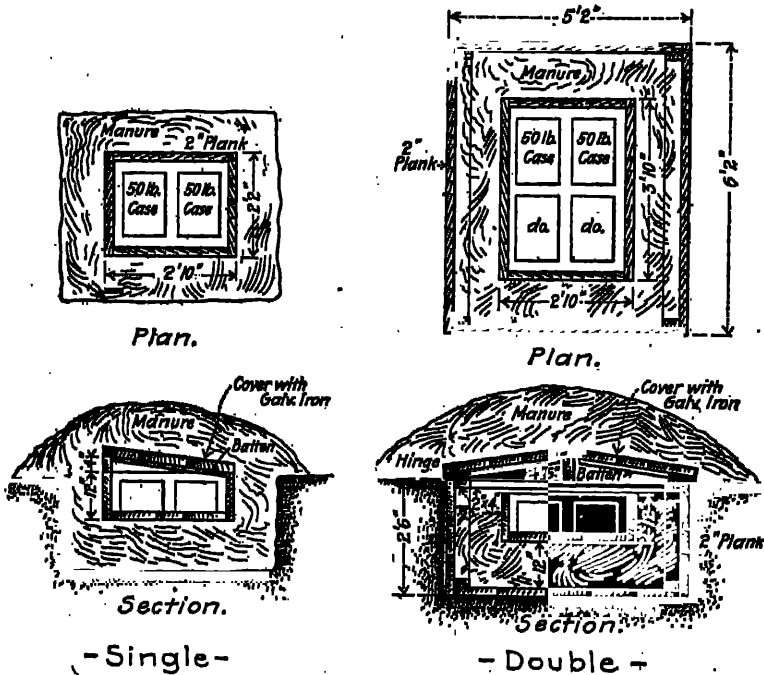 Manure
2" Plank
50 lb.
Case
50 lb.
Case
2'2"
2'10"
Plan.
5'2"
Manure
2"
Plank
50 lb.
Case
50 lb.
Case
do.
do.
3'10"
6'2"
2'10"
Plan.
Cover with
Galv. Iron
Manure
Batten
Section.
- Single -
Cover with
Galv. Iron
Manure
Hinge
Batten
2'6"
12"
2" Plank
Section.
- Double -